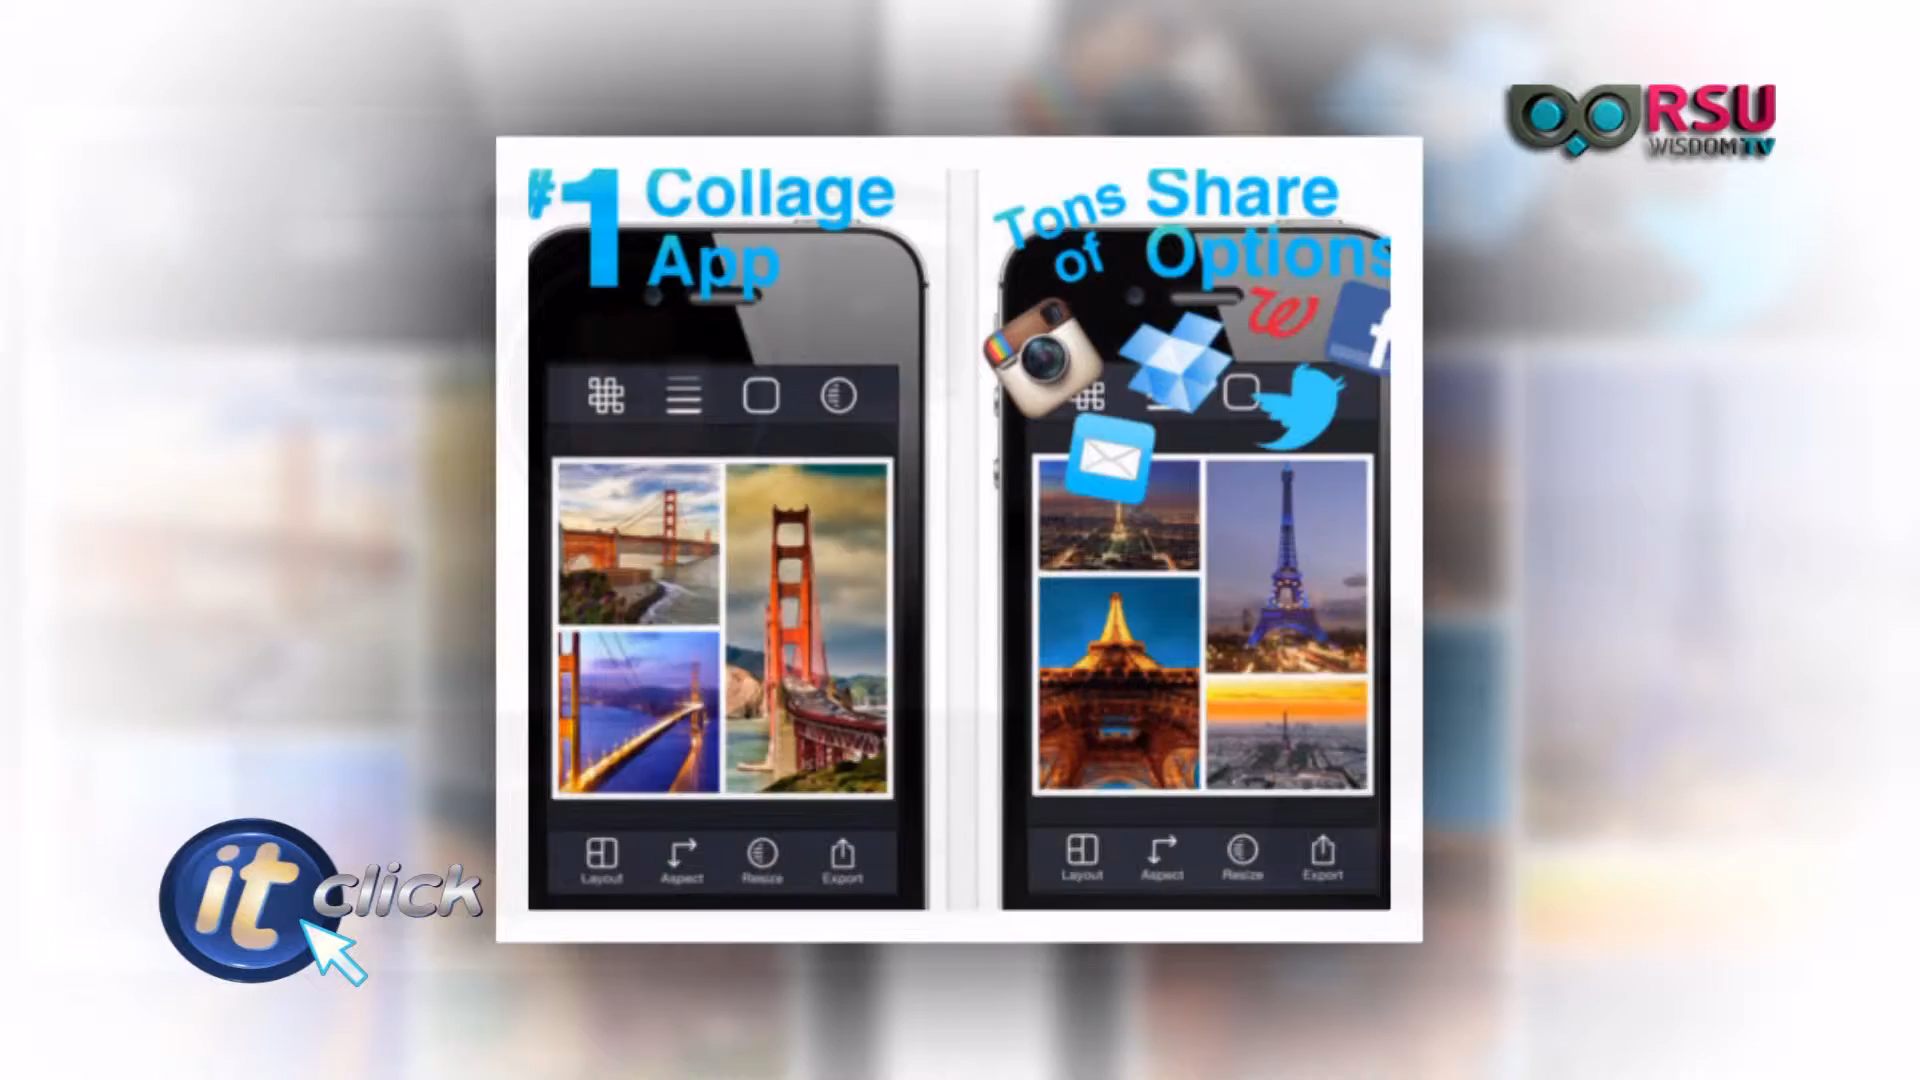 RSU
WISDOM TV
#1 Collage
App
Tons of
Share
Options
Layout Aspect Resize Export
Layout Aspect Resize Export
it click